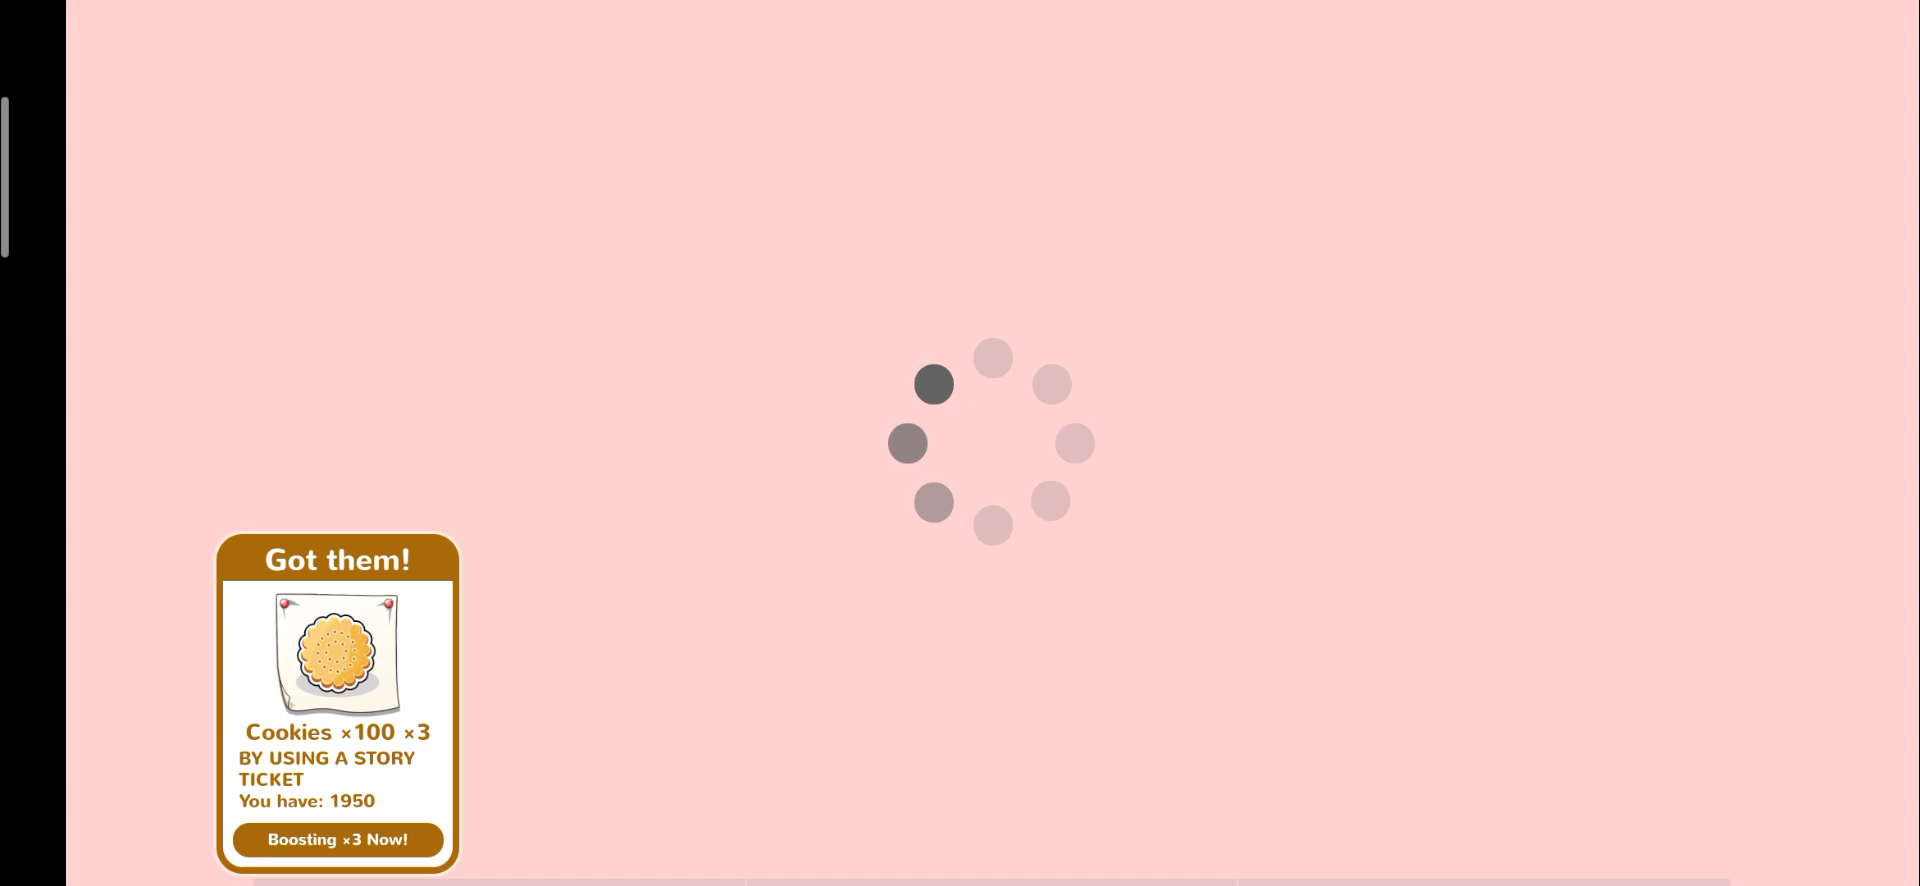 Got them!
Cookies ×100 ×3
BY USING A STORY
TICKET
You have: 1950
Boosting ×3 Now!